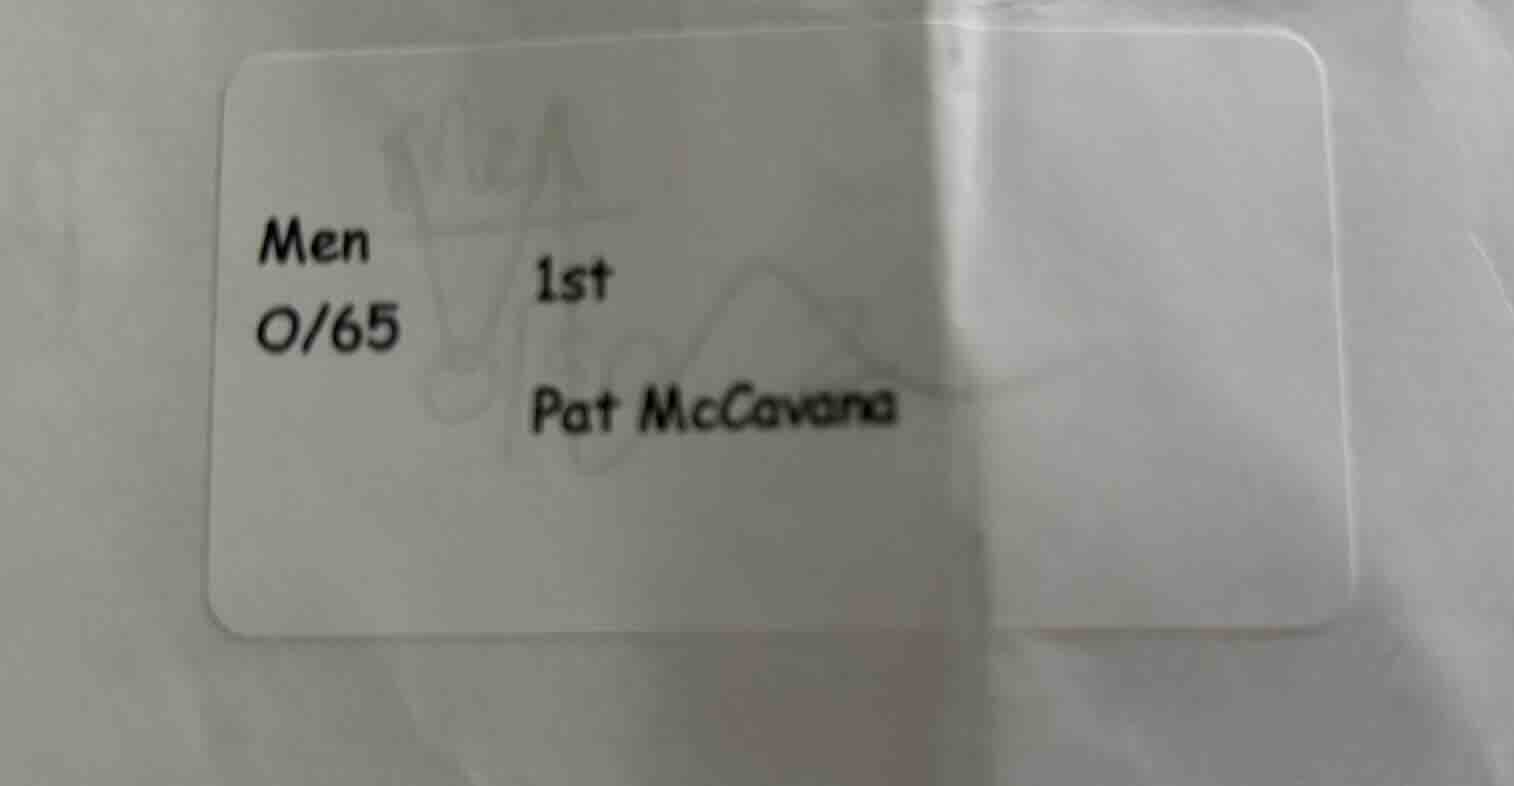 Men
O/65
1st
Pat McCavana